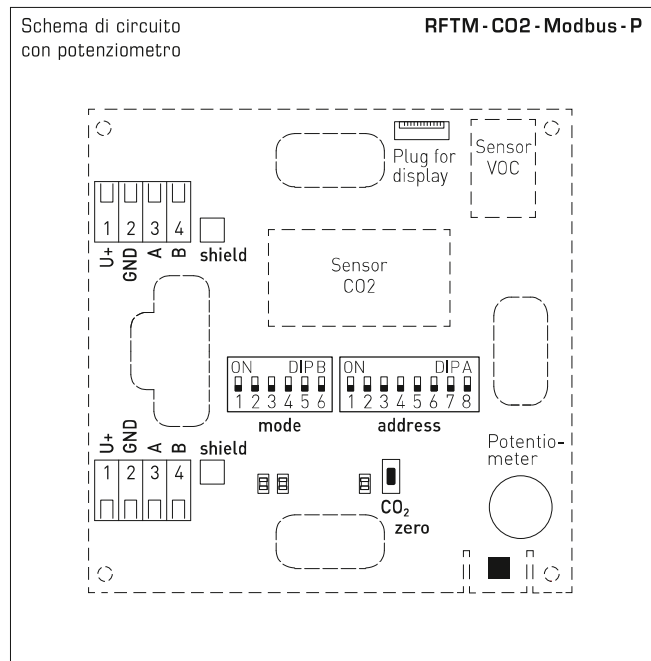 Schema di circuito
con potenziometro
RFTM-CO2-Modbus-P
Plug for
display
Sensor
VOC
1 2 3 4
U+ GND A B shield
Sensor
CO2
ON DIP B
1 2 3 4 5 6
mode
ON DIP A
1 2 3 4 5 6 7 8
address
U+ GND A B shield
1 2 3 4
Potentio-
meter
CO₂
zero